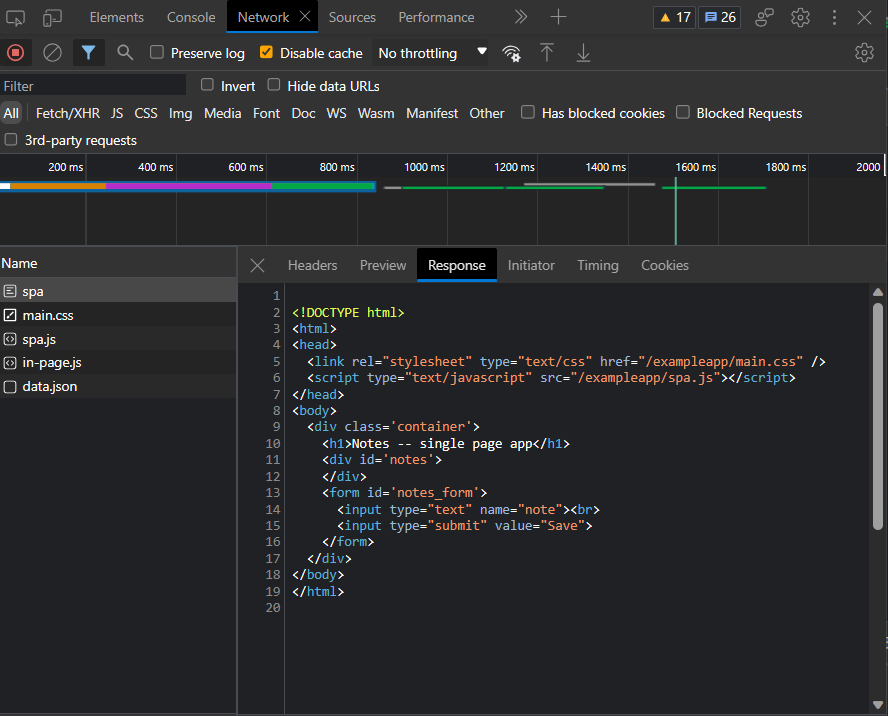 Elements Console Network Sources Performance 17 26
Preserve log Disable cache No throttling
Filter Invert Hide data URLs
All Fetch/XHR JS CSS Img Media Font Doc WS Wasm Manifest Other Has blocked cookies Blocked Requests
3rd-party requests
200 ms 400 ms 600 ms 800 ms 1000 ms 1200 ms 1400 ms 1600 ms 1800 ms 2000
Name
spa
main.css
spa.js
in-page.js
data.json
Headers Preview Response Initiator Timing Cookies
1
2 <!DOCTYPE html>
3 <html>
4 <head>
5 <link rel="stylesheet" type="text/css" href="/exampleapp/main.css" />
6 <script type="text/javascript" src="/exampleapp/spa.js"></script>
7 </head>
8 <body>
9 <div class='container'>
10 <h1>Notes -- single page app</h1>
11 <div id='notes'>
12 </div>
13 <form id='notes_form'>
14 <input type="text" name="note"><br>
15 <input type="submit" value="Save">
16 </form>
17 </div>
18 </body>
19 </html>
20